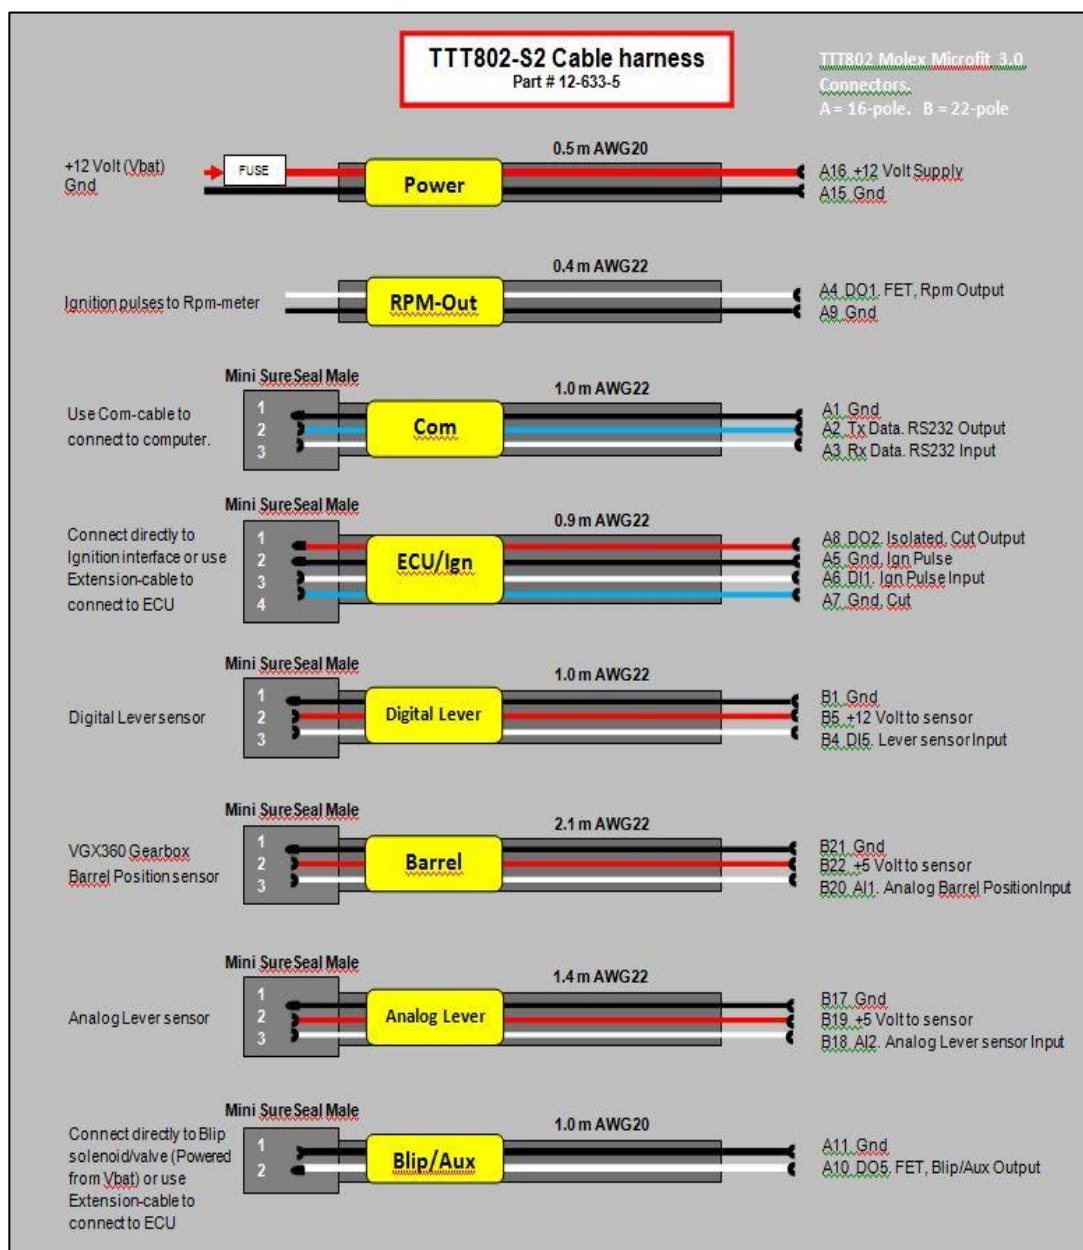 TTT802-S2 Cable harness
Part # 12-633-5
TTT802 Molex Microfit 3.0
Connectors.
A = 16-pole. B = 22-pole
+12 Volt (Vbat)
Gnd
FUSE
Power
0.5 m AWG20
A16 +12 Volt Supply
A15 Gnd
Ignition pulses to Rpm-meter
RPM-Out
0.4 m AWG22
A4 DO1. FET, Rpm Output
A9 Gnd
Mini SureSeal Male
Use Com-cable to
connect to computer.
1
2
3
Com
1.0 m AWG22
A1 Gnd
A2 Tx Data. RS232 Output
A3 Rx Data. RS232 Input
Mini SureSeal Male
Connect directly to
Ignition interface or use
Extension-cable to
connect to ECU
1
2
3
4
ECU/Ign
0.9 m AWG22
A8 DO2. Isolated, Cut Output
A5 Gnd, Ign Pulse
A6 DI1. Ign Pulse Input
A7 Gnd, Cut
Mini SureSeal Male
Digital Lever sensor
1
2
3
Digital Lever
1.0 m AWG22
B1 Gnd
B5 +12 Volt to sensor
B4 DI5. Lever sensor Input
Mini SureSeal Male
VGX360 Gearbox
Barrel Position sensor
1
2
3
Barrel
2.1 m AWG22
B21 Gnd
B22 +5 Volt to sensor
B20 AI1. Analog Barrel Position Input
Mini SureSeal Male
Analog Lever sensor
1
2
3
Analog Lever
1.4 m AWG22
B17 Gnd
B19 +5 Volt to sensor
B18 AI2. Analog Lever sensor Input
Mini SureSeal Male
Connect directly to Blip
solenoid/valve (Powered
from Vbat) or use
Extension-cable to
connect to ECU
1
2
Blip/Aux
1.0 m AWG20
A11 Gnd
A10 DO5. FET, Blip/Aux Output